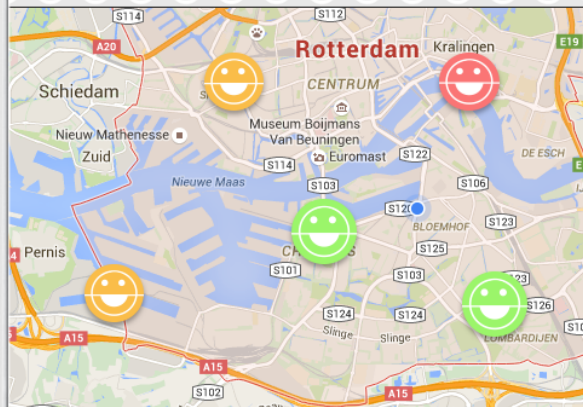 S114
S112
A20
Rotterdam
Kralingen
E19
Schiedam
CENTRUM
Museum Boijmans
Van Beuningen
Nieuw Mathenesse
Zuid
S114
Euromast
S122
DE ESCH
Nieuwe Maas
S103
S106
S120
S123
BLOEMHOF
Pernis
S101
S125
S103
S126
S124
S124
Slinge
Slinge
LOMBARDIJEN
A15
A15
S102
A15